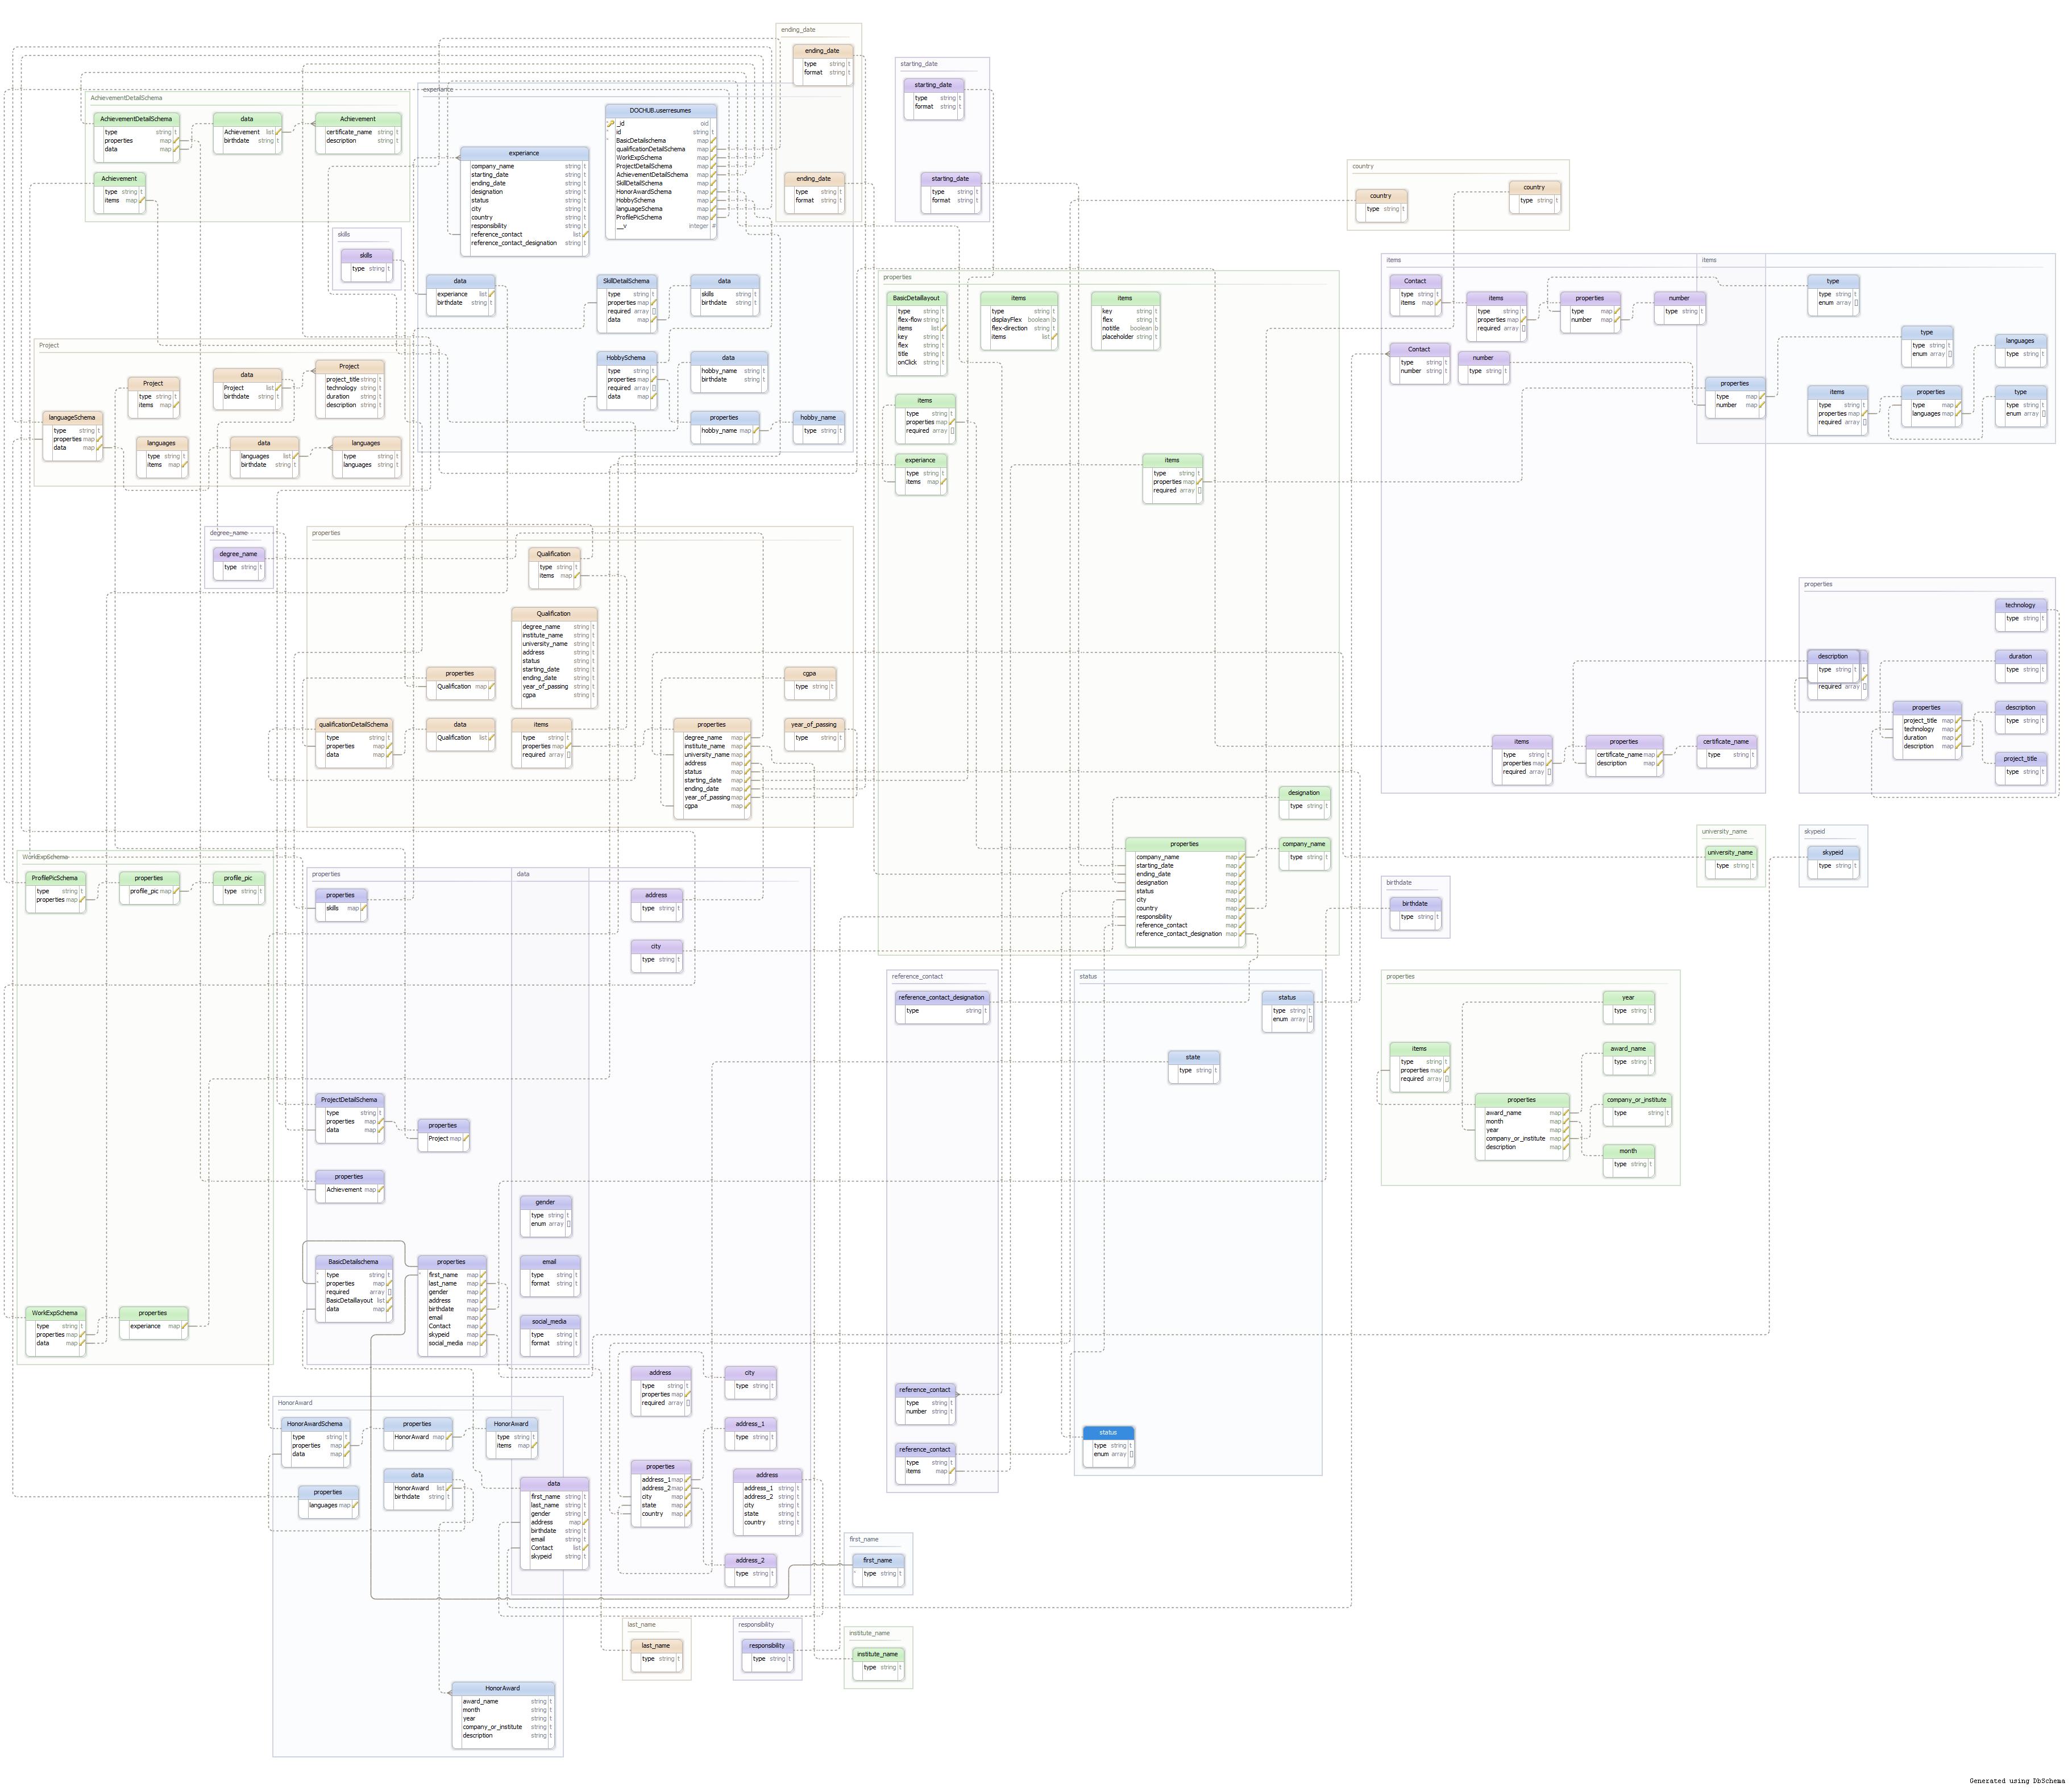 ending_date
ending_date
type string t
format string t
ending_date
type string t
format string t
starting_date
starting_date
type string t
format string t
starting_date
type string t
format string t
AchievementDetailSchema
AchievementDetailSchema
type string t
properties map
data map
data
Achievement list
birthdate string t
Achievement
certificate_name string t
description string t
Achievement
type string t
items map
experiance
DOCHUB.userresumes
_id oid
id string t
BasicDetailschema map
qualificationDetailSchema map
WorkExpSchema map
ProjectDetailSchema map
AchievementDetailSchema map
SkillDetailSchema map
HonorAwardSchema map
HobbySchema map
languageSchema map
ProfilePicSchema map
__v integer #
experiance
company_name string t
starting_date string t
ending_date string t
designation string t
status string t
city string t
country string t
responsibility string t
reference_contact list
reference_contact_designation string t
data
experiance list
birthdate string t
SkillDetailSchema
type string t
properties map
required array []
data map
data
skills string t
birthdate string t
HobbySchema
type string t
properties map
required array []
data map
data
hobby_name string t
birthdate string t
properties
hobby_name map
hobby_name
type string t
skills
skills
type string t
country
country
type string t
country
type string t
Project
Project
type string t
items map
data
Project list
birthdate string t
Project
project_title string t
technology string t
duration string t
description string t
languageSchema
type string t
properties map
data map
languages
type string t
items map
data
languages list
birthdate string t
languages
type string t
languages string t
properties
BasicDetaillayout
type string t
flex-flow string t
items list
key string t
flex string t
title string t
onClick string t
items
type string t
displayFlex boolean b
flex-direction string t
items list
items
key string t
flex string t
notitle boolean b
placeholder string t
items
type string t
properties map
required array []
experiance
type string t
items map
items
type string t
properties map
required array []
designation
type string t
properties
company_name map
starting_date map
ending_date map
designation map
status map
city map
country map
responsibility map
reference_contact map
reference_contact_designation map
company_name
type string t
items
Contact
type string t
items map
items
type string t
properties map
required array []
properties
type map
number map
number
type string t
Contact
type string t
number string t
number
type string t
items
type string t
properties map
required array []
properties
certificate_name map
description map
certificate_name
type string t
items
type
type string t
enum array []
type
type string t
enum array []
languages
type string t
properties
type map
number map
items
type string t
properties map
required array []
properties
type map
languages map
type
type string t
enum array []
degree_name
degree_name
type string t
properties
Qualification
type string t
items map
Qualification
degree_name string t
institute_name string t
university_name string t
address string t
status string t
starting_date string t
ending_date string t
year_of_passing string t
cgpa string t
properties
Qualification map
cgpa
type string t
qualificationDetailSchema
type string t
properties map
data map
data
Qualification list
items
type string t
properties map
required array []
properties
degree_name map
institute_name map
university_name map
address map
status map
starting_date map
ending_date map
year_of_passing map
cgpa map
year_of_passing
type string t
properties
technology
type string t
description
type string t
required array []
duration
type string t
properties
project_title map
technology map
duration map
description map
description
type string t
project_title
type string t
university_name
university_name
type string t
skypeid
skypeid
type string t
birthdate
birthdate
type string t
WorkExpSchema
ProfilePicSchema
type string t
properties map
properties
profile_pic map
profile_pic
type string t
WorkExpSchema
type string t
properties map
data map
properties
experiance map
properties
properties
skills map
ProjectDetailSchema
type string t
properties map
data map
properties
Project map
properties
Achievement map
BasicDetailschema
type string t
properties map
required array []
BasicDetaillayout list
data map
properties
first_name map
last_name map
gender map
address map
birthdate map
email map
Contact map
skypeid map
social_media map
data
address
type string t
city
type string t
gender
type string t
enum array []
email
type string t
format string t
social_media
type string t
format string t
address
type string t
properties map
required array []
city
type string t
address_1
type string t
properties
address_1 map
address_2 map
city map
state map
country map
address
address_1 string t
address_2 string t
city string t
state string t
country string t
address_2
type string t
data
first_name string t
last_name string t
gender string t
address map
birthdate string t
email string t
Contact list
skypeid string t
reference_contact
reference_contact_designation
type string t
reference_contact
type string t
number string t
reference_contact
type string t
items map
status
status
type string t
enum array []
state
type string t
status
type string t
enum array []
properties
year
type string t
items
type string t
properties map
required array []
award_name
type string t
properties
award_name map
month map
year map
company_or_institute map
description map
company_or_institute
type string t
month
type string t
HonorAward
HonorAwardSchema
type string t
properties map
data map
properties
HonorAward map
HonorAward
type string t
items map
data
HonorAward list
birthdate string t
properties
languages map
HonorAward
award_name string t
month string t
year string t
company_or_institute string t
description string t
first_name
first_name
type string t
last_name
last_name
type string t
responsibility
responsibility
type string t
institute_name
institute_name
type string t
Generated using DbSchema